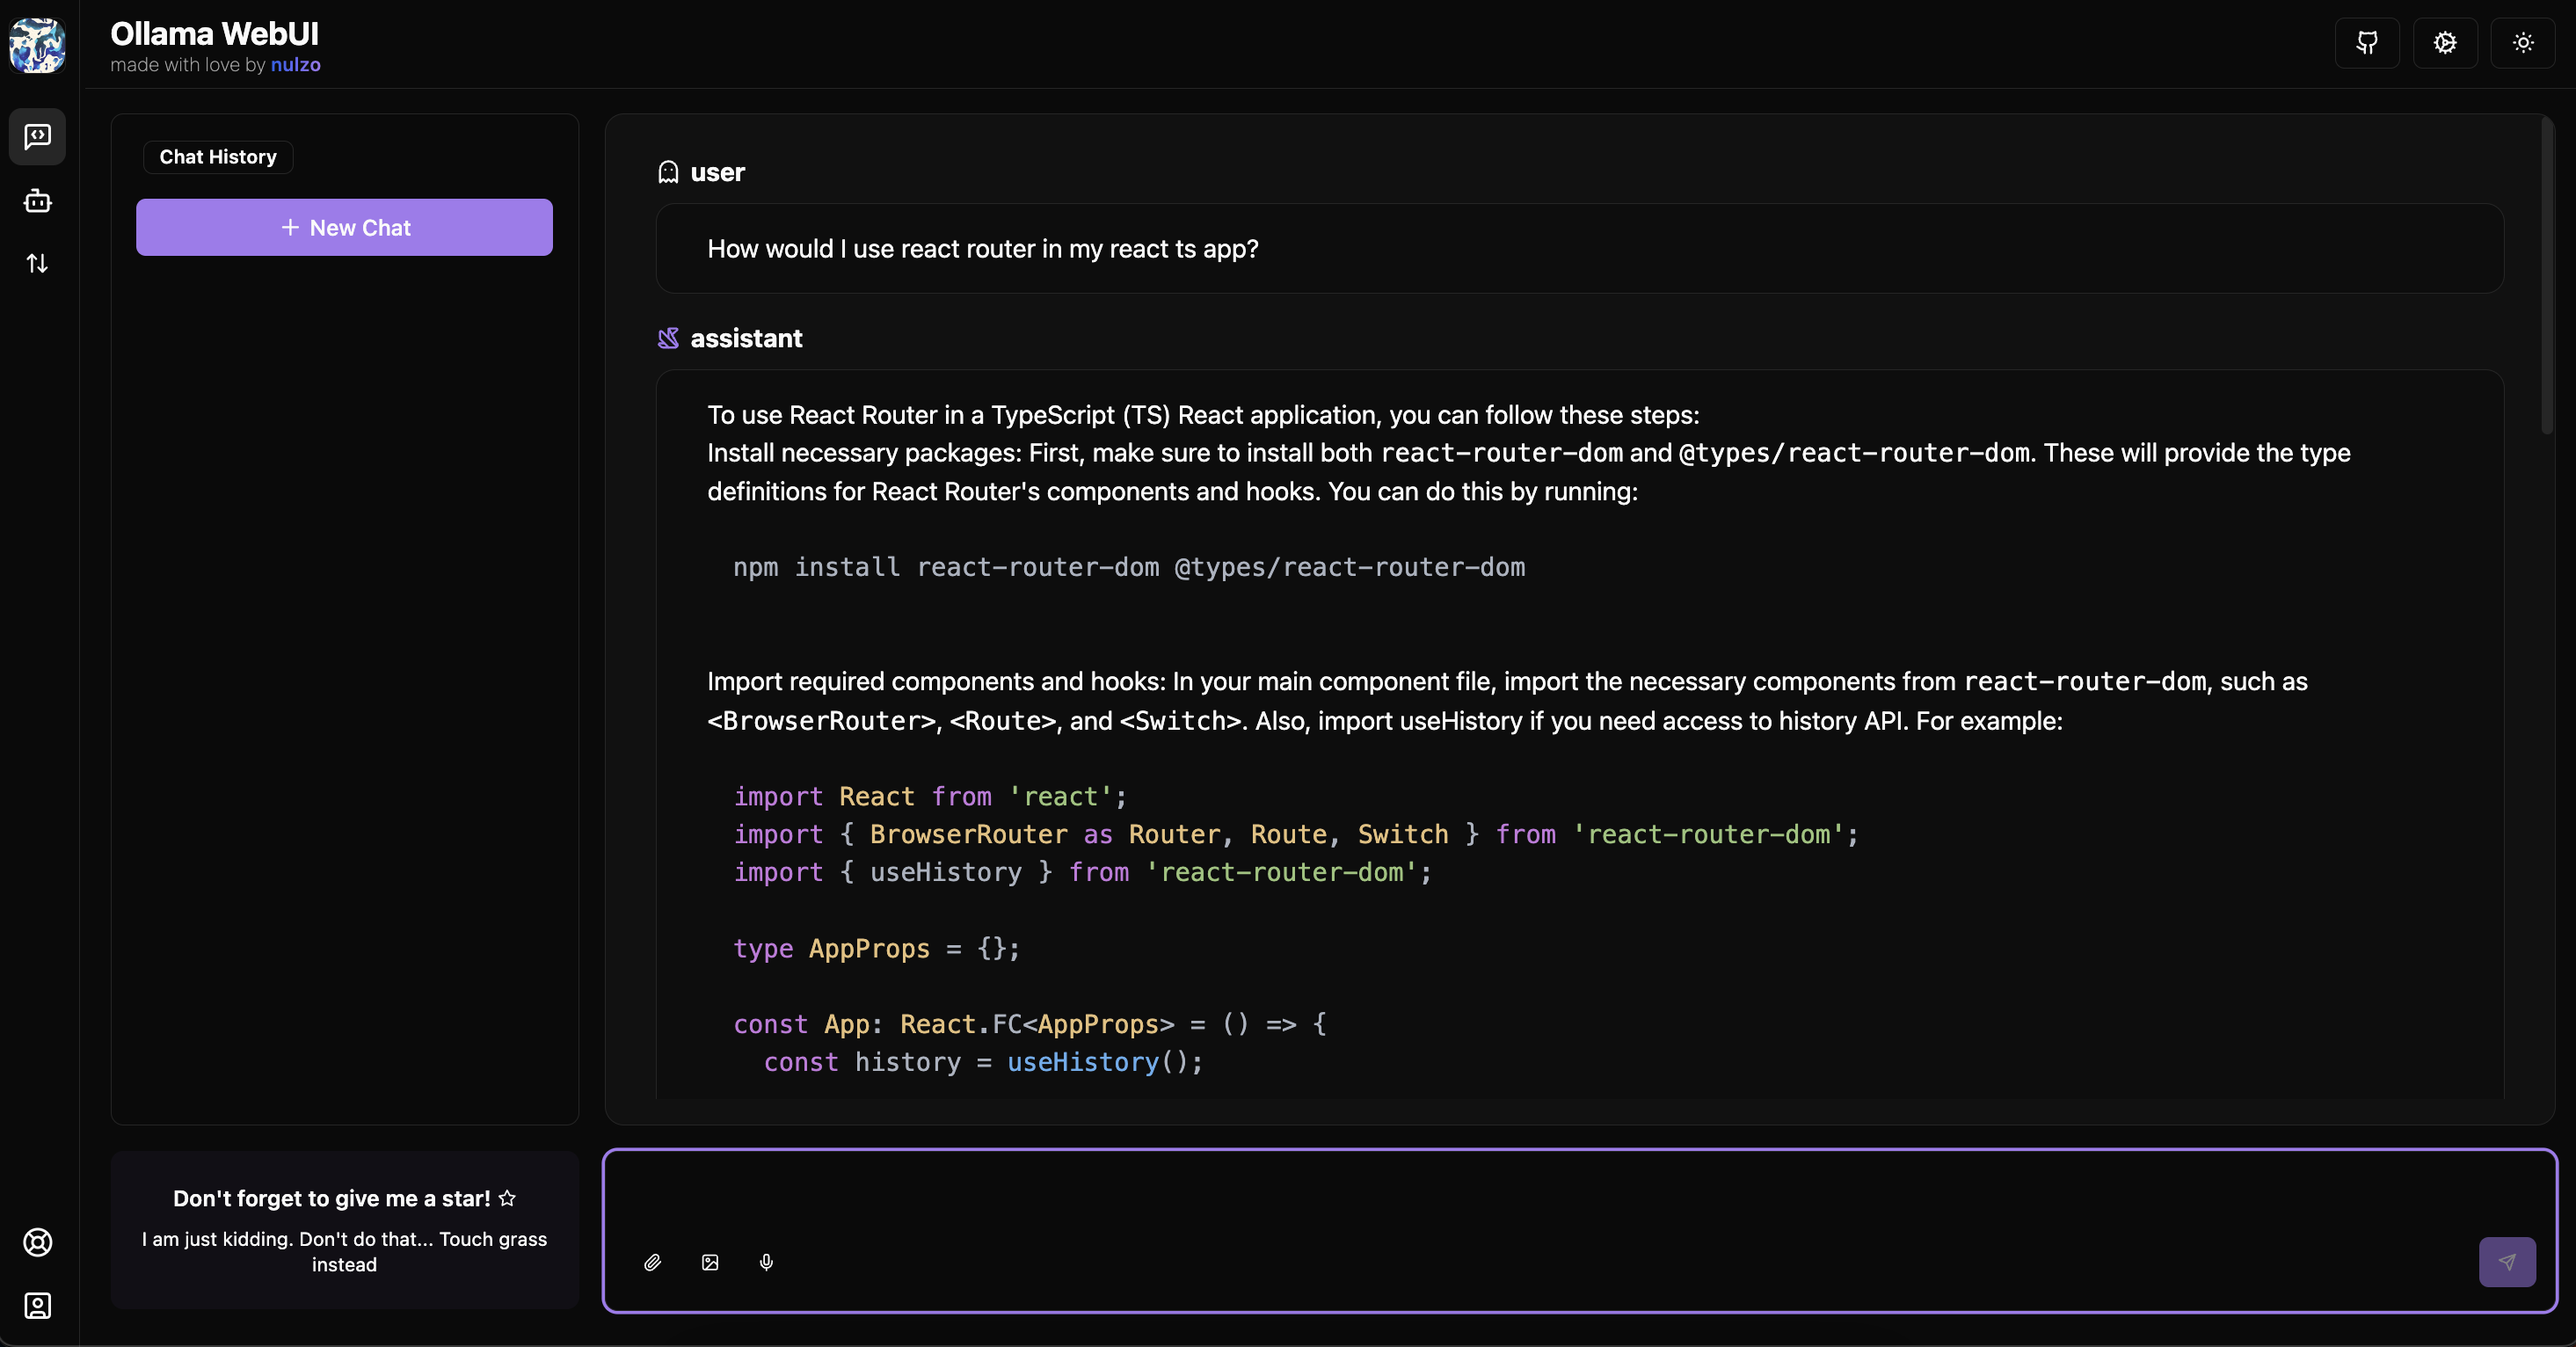 Ollama WebUI
made with love by nulzo
Chat History
+ New Chat
user
How would I use react router in my react ts app?
assistant
To use React Router in a TypeScript (TS) React application, you can follow these steps:
Install necessary packages: First, make sure to install both react-router-dom and @types/react-router-dom. These will provide the type
definitions for React Router's components and hooks. You can do this by running:
npm install react-router-dom @types/react-router-dom
Import required components and hooks: In your main component file, import the necessary components from react-router-dom, such as
<BrowserRouter>, <Route>, and <Switch>. Also, import useHistory if you need access to history API. For example:
import React from 'react';
import { BrowserRouter as Router, Route, Switch } from 'react-router-dom';
import { useHistory } from 'react-router-dom';
type AppProps = {};
const App: React.FC<AppProps> = () => {
const history = useHistory();
Don't forget to give me a star!
I am just kidding. Don't do that... Touch grass
instead